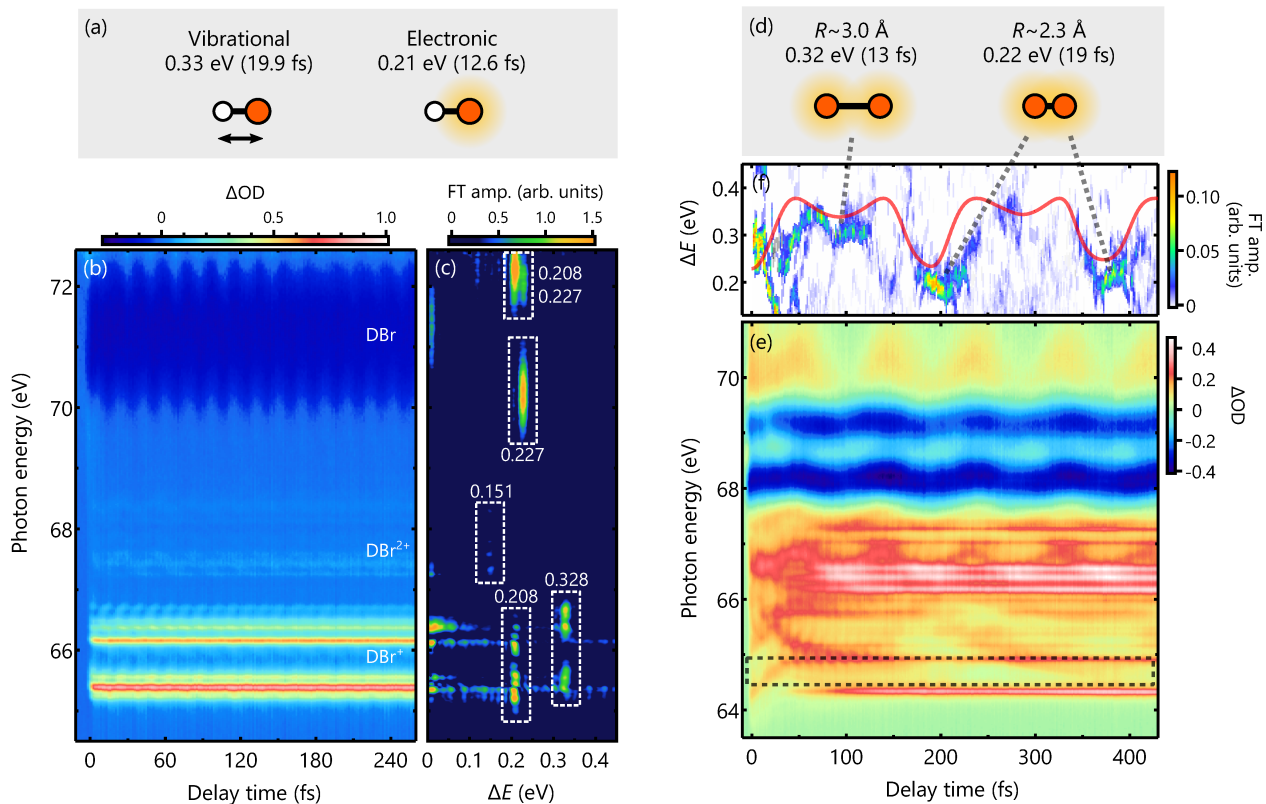 (a)
Vibrational
0.33 eV (19.9 fs)
Electronic
0.21 eV (12.6 fs)
ΔOD
0
0.5
1.0
FT amp. (arb. units)
0
0.5
1.0
1.5
(b)
DBr
DBr2+
DBr+
72
70
68
66
Photon energy (eV)
0
60
120
180
240
Delay time (fs)
(c)
0.208
0.227
0.227
0.151
0.208
0.328
0
0.1
0.2
0.3
0.4
ΔE (eV)
(d)
R~3.0 Å
0.32 eV (13 fs)
R~2.3 Å
0.22 eV (19 fs)
(f)
0.4
0.3
0.2
ΔE (eV)
0.10
0.05
0
FT amp.
(arb. units)
(e)
70
68
66
64
Photon energy (eV)
0.4
0.2
0
-0.2
-0.4
ΔOD
0
100
200
300
400
Delay time (fs)